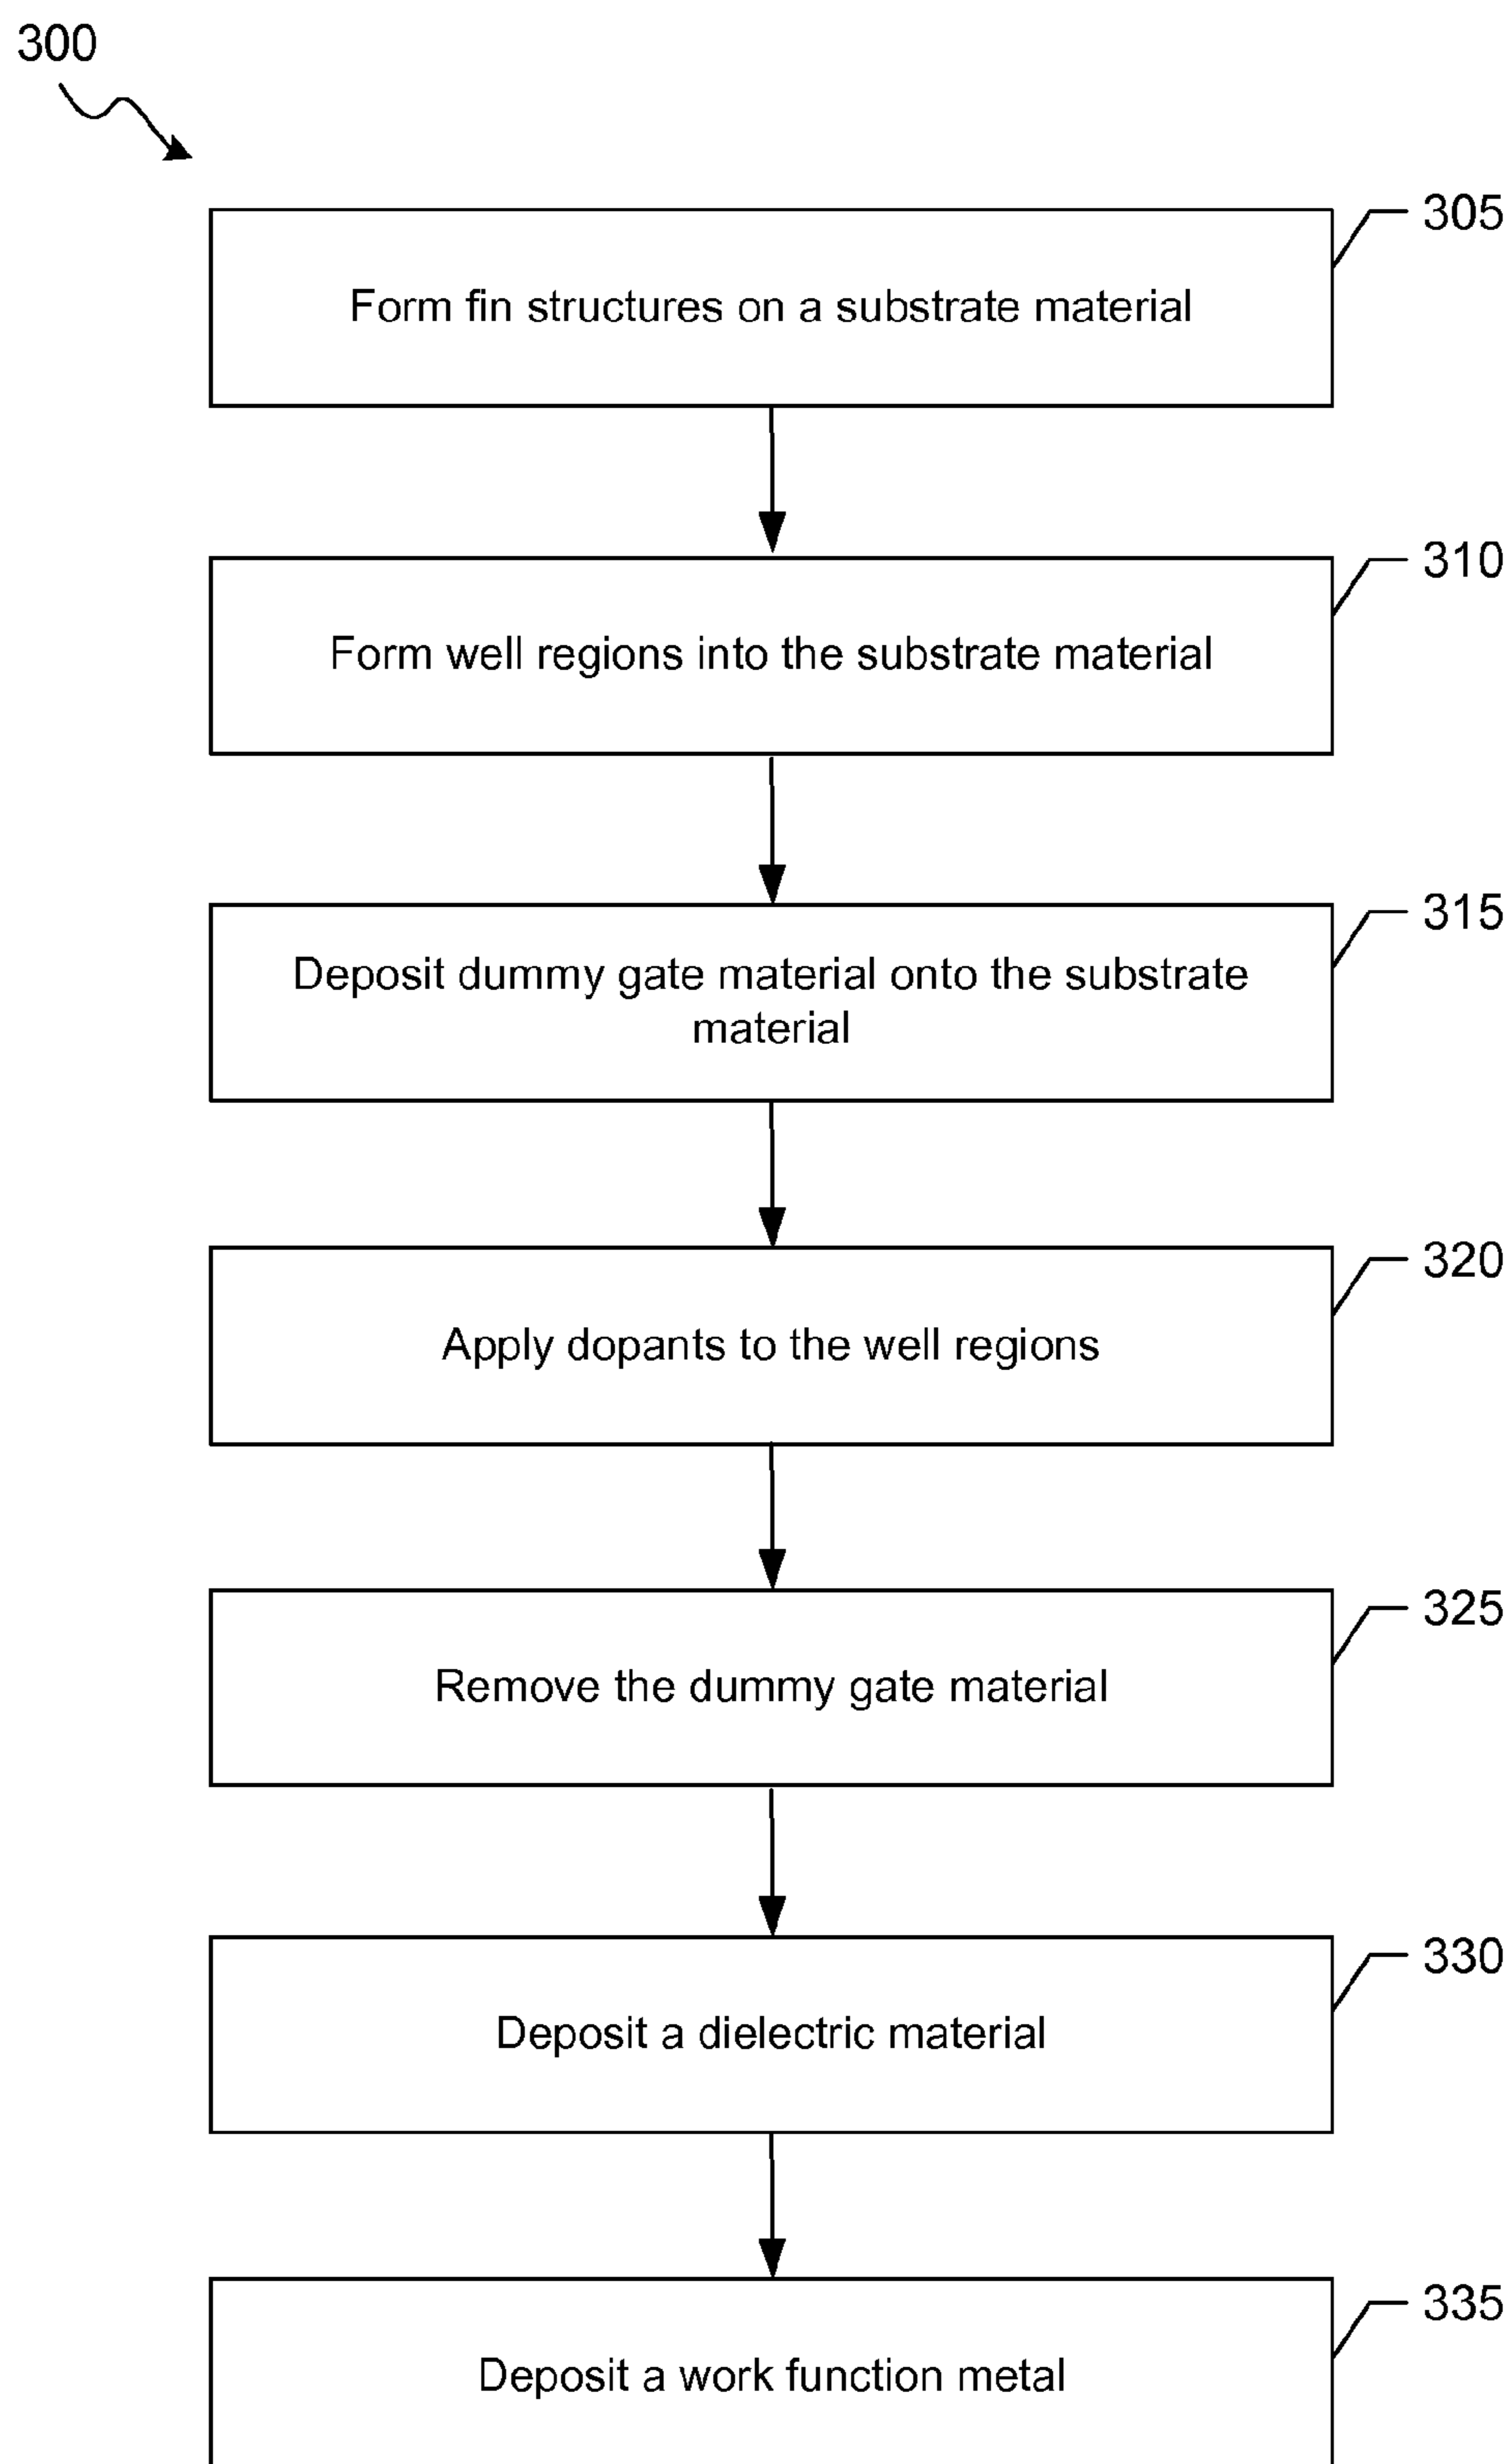 300
305
Form fin structures on a substrate material
310
Form well regions into the substrate material
315
Deposit dummy gate material onto the substrate
material
320
Apply dopants to the well regions
325
Remove the dummy gate material
330
Deposit a dielectric material
335
Deposit a work function metal